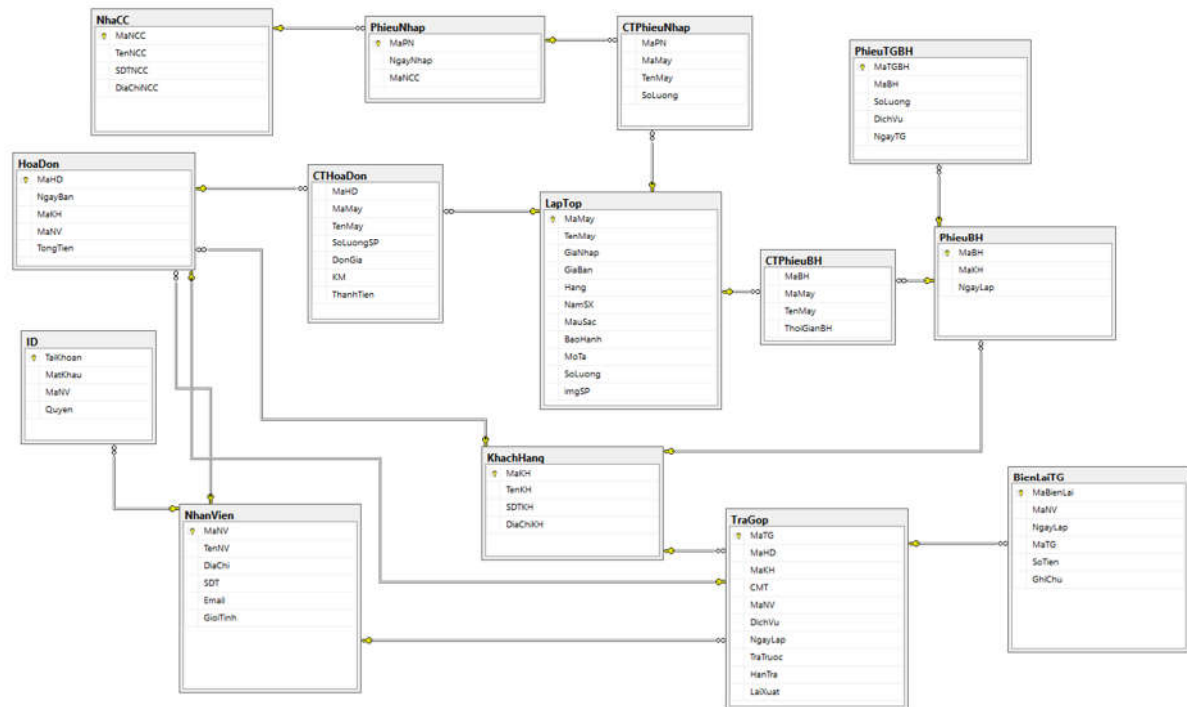 NhaCC
MaNCC
TenNCC
SDTNCC
DiaChiNCC
PhieuNhap
MaPN
NgayNhap
MaNCC
CTPhieuNhap
MaPN
MaMay
TenMay
SoLuong
PhieuTGBH
MaTGBH
MaBH
SoLuong
DichVu
NgayTG
HoaDon
MaHD
NgayBan
MaKH
MaNV
TongTien
CTHoaDon
MaHD
MaMay
TenMay
SoLuongSP
DonGia
KM
ThanhTien
LapTop
MaMay
TenMay
GiaNhap
GiaBan
Hang
NamSX
MauSac
BaoHanh
MoTa
SoLuong
imgSP
CTPhieuBH
MaBH
MaMay
TenMay
ThoiGianBH
PhieuBH
MaBH
MaKH
NgayLap
ID
TaiKhoan
MatKhau
MaNV
Quyen
KhachHang
MaKH
TenKH
SDTKH
DiaChiKH
NhanVien
MaNV
TenNV
DiaChi
SDT
Email
GioiTinh
TraGop
MaTG
MaHD
MaKH
CMT
MaNV
DichVu
NgayLap
TraTruoc
HanTra
LaiXuat
BienLaiTG
MaBienLai
MaNV
NgayLap
MaTG
SoTien
GhiChu